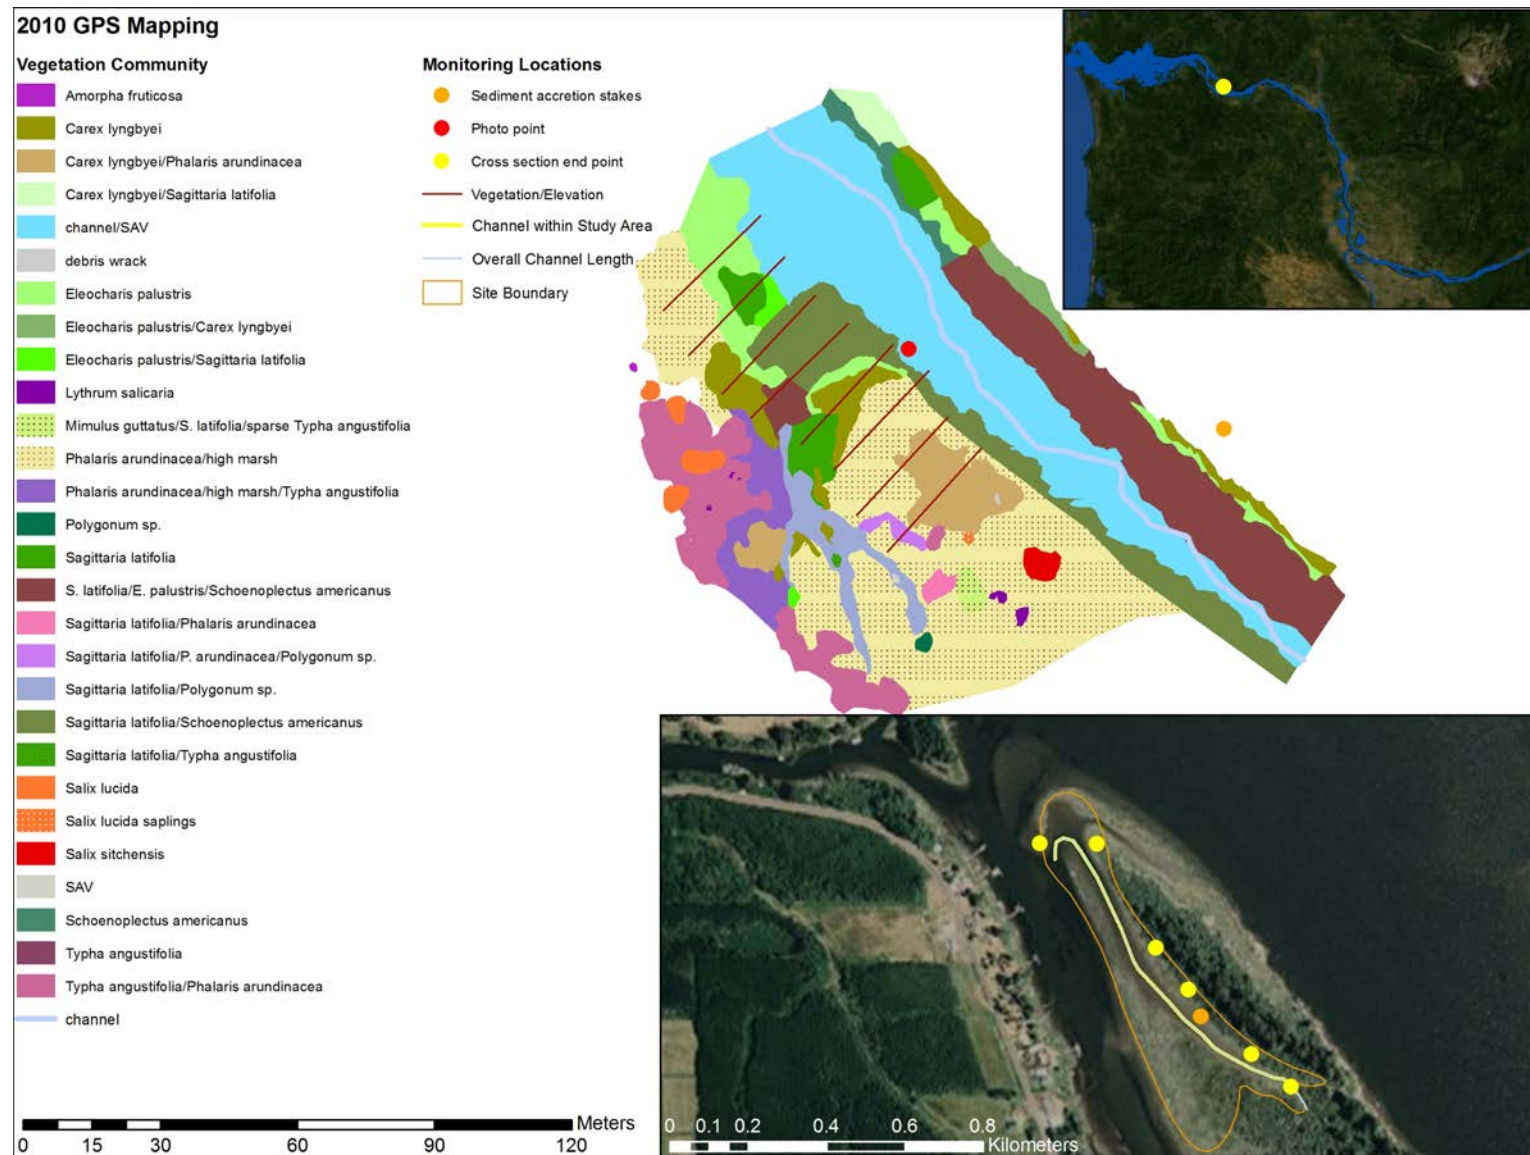 2010 GPS Mapping
Vegetation Community
Amorpha fruticosa
Carex lyngbyei
Carex lyngbyei/Phalaris arundinacea
Carex lyngbyei/Sagittaria latifolia
channel/SAV
debris wrack
Eleocharis palustris
Eleocharis palustris/Carex lyngbyei
Eleocharis palustris/Sagittaria latifolia
Lythrum salicaria
Mimulus guttatus/S. latifolia/sparse Typha angustifolia
Phalaris arundinacea/high marsh
Phalaris arundinacea/high marsh/Typha angustifolia
Polygonum sp.
Sagittaria latifolia
S. latifolia/E. palustris/Schoenoplectus americanus
Sagittaria latifolia/Phalaris arundinacea
Sagittaria latifolia/P. arundinacea/Polygonum sp.
Sagittaria latifolia/Polygonum sp.
Sagittaria latifolia/Schoenoplectus americanus
Sagittaria latifolia/Typha angustifolia
Salix lucida
Salix lucida saplings
Salix sitchensis
SAV
Schoenoplectus americanus
Typha angustifolia
Typha angustifolia/Phalaris arundinacea
channel
Monitoring Locations
Sediment accretion stakes
Photo point
Cross section end point
Vegetation/Elevation
Channel within Study Area
Overall Channel Length
Site Boundary
Meters
0 15 30 60 90 120
0 0.1 0.2 0.4 0.6 0.8
Kilometers